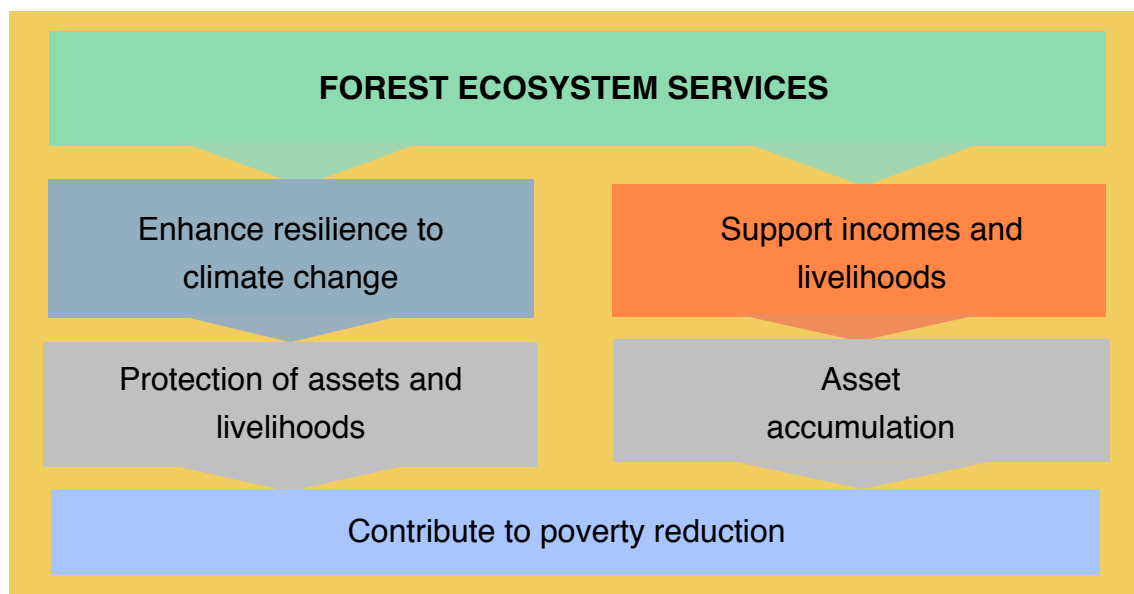 FOREST ECOSYSTEM SERVICES
Enhance resilience to
climate change
Support incomes and
livelihoods
Protection of assets and
livelihoods
Asset
accumulation
Contribute to poverty reduction